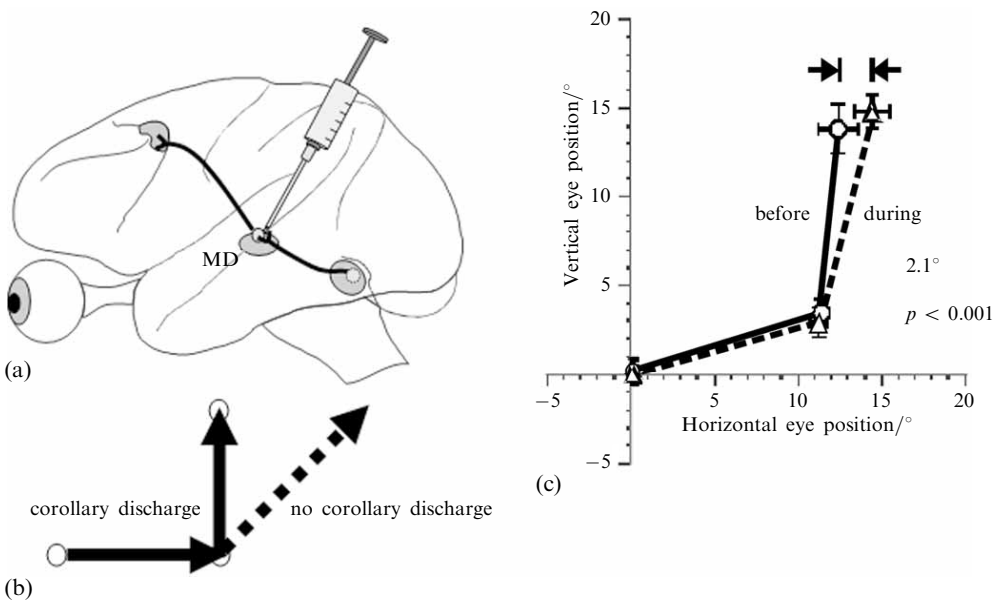 MD
(a)
corollary discharge
no corollary discharge
(b)
20
15
10
5
−5
Vertical eye position/°
before
during
2.1°
p < 0.001
−5
5
10
15
20
Horizontal eye position/°
(c)